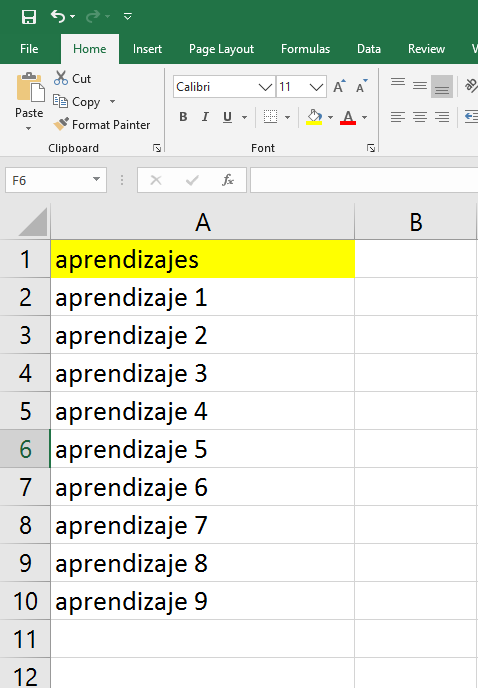 File Home Insert Page Layout Formulas Data Review
Paste
Cut
Copy
Format Painter
Clipboard
Calibri 11 A A
B I U A
Font
F6 fx
A B
1 aprendizajes
2 aprendizaje 1
3 aprendizaje 2
4 aprendizaje 3
5 aprendizaje 4
6 aprendizaje 5
7 aprendizaje 6
8 aprendizaje 7
9 aprendizaje 8
10 aprendizaje 9
11
12